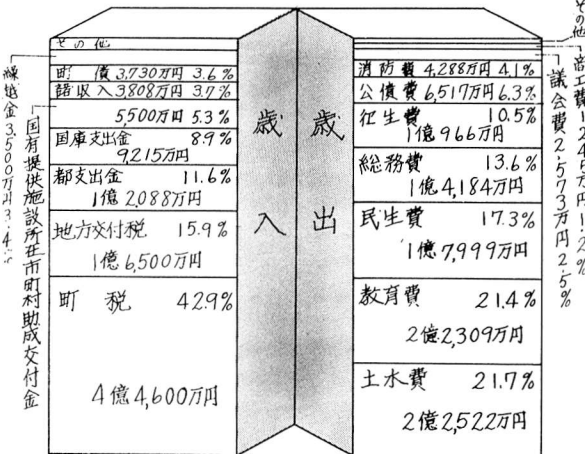 その他
町債 3,730万円 3.6%
諸収入 3,808万円 3.7%
5,500万円 5.3%
国庫支出金 8.9%
9,215万円
都支出金 11.6%
1億2,088万円
地方交付税 15.9%
1億6,500万円
町税 42.9%
4億4,600万円
繰越金 3,500万円 3.4%
国有提供施設所在市町村助成交付金
歳入
歳出
消防費 4,288万円 4.1%
公債費 6,517万円 6.3%
衛生費 10.5%
1億966万円
総務費 13.6%
1億4,184万円
民生費 17.3%
1億7,999万円
教育費 21.4%
2億2,309万円
土木費 21.7%
2億2,522万円
その他
議会費 2,573万円 2.5%